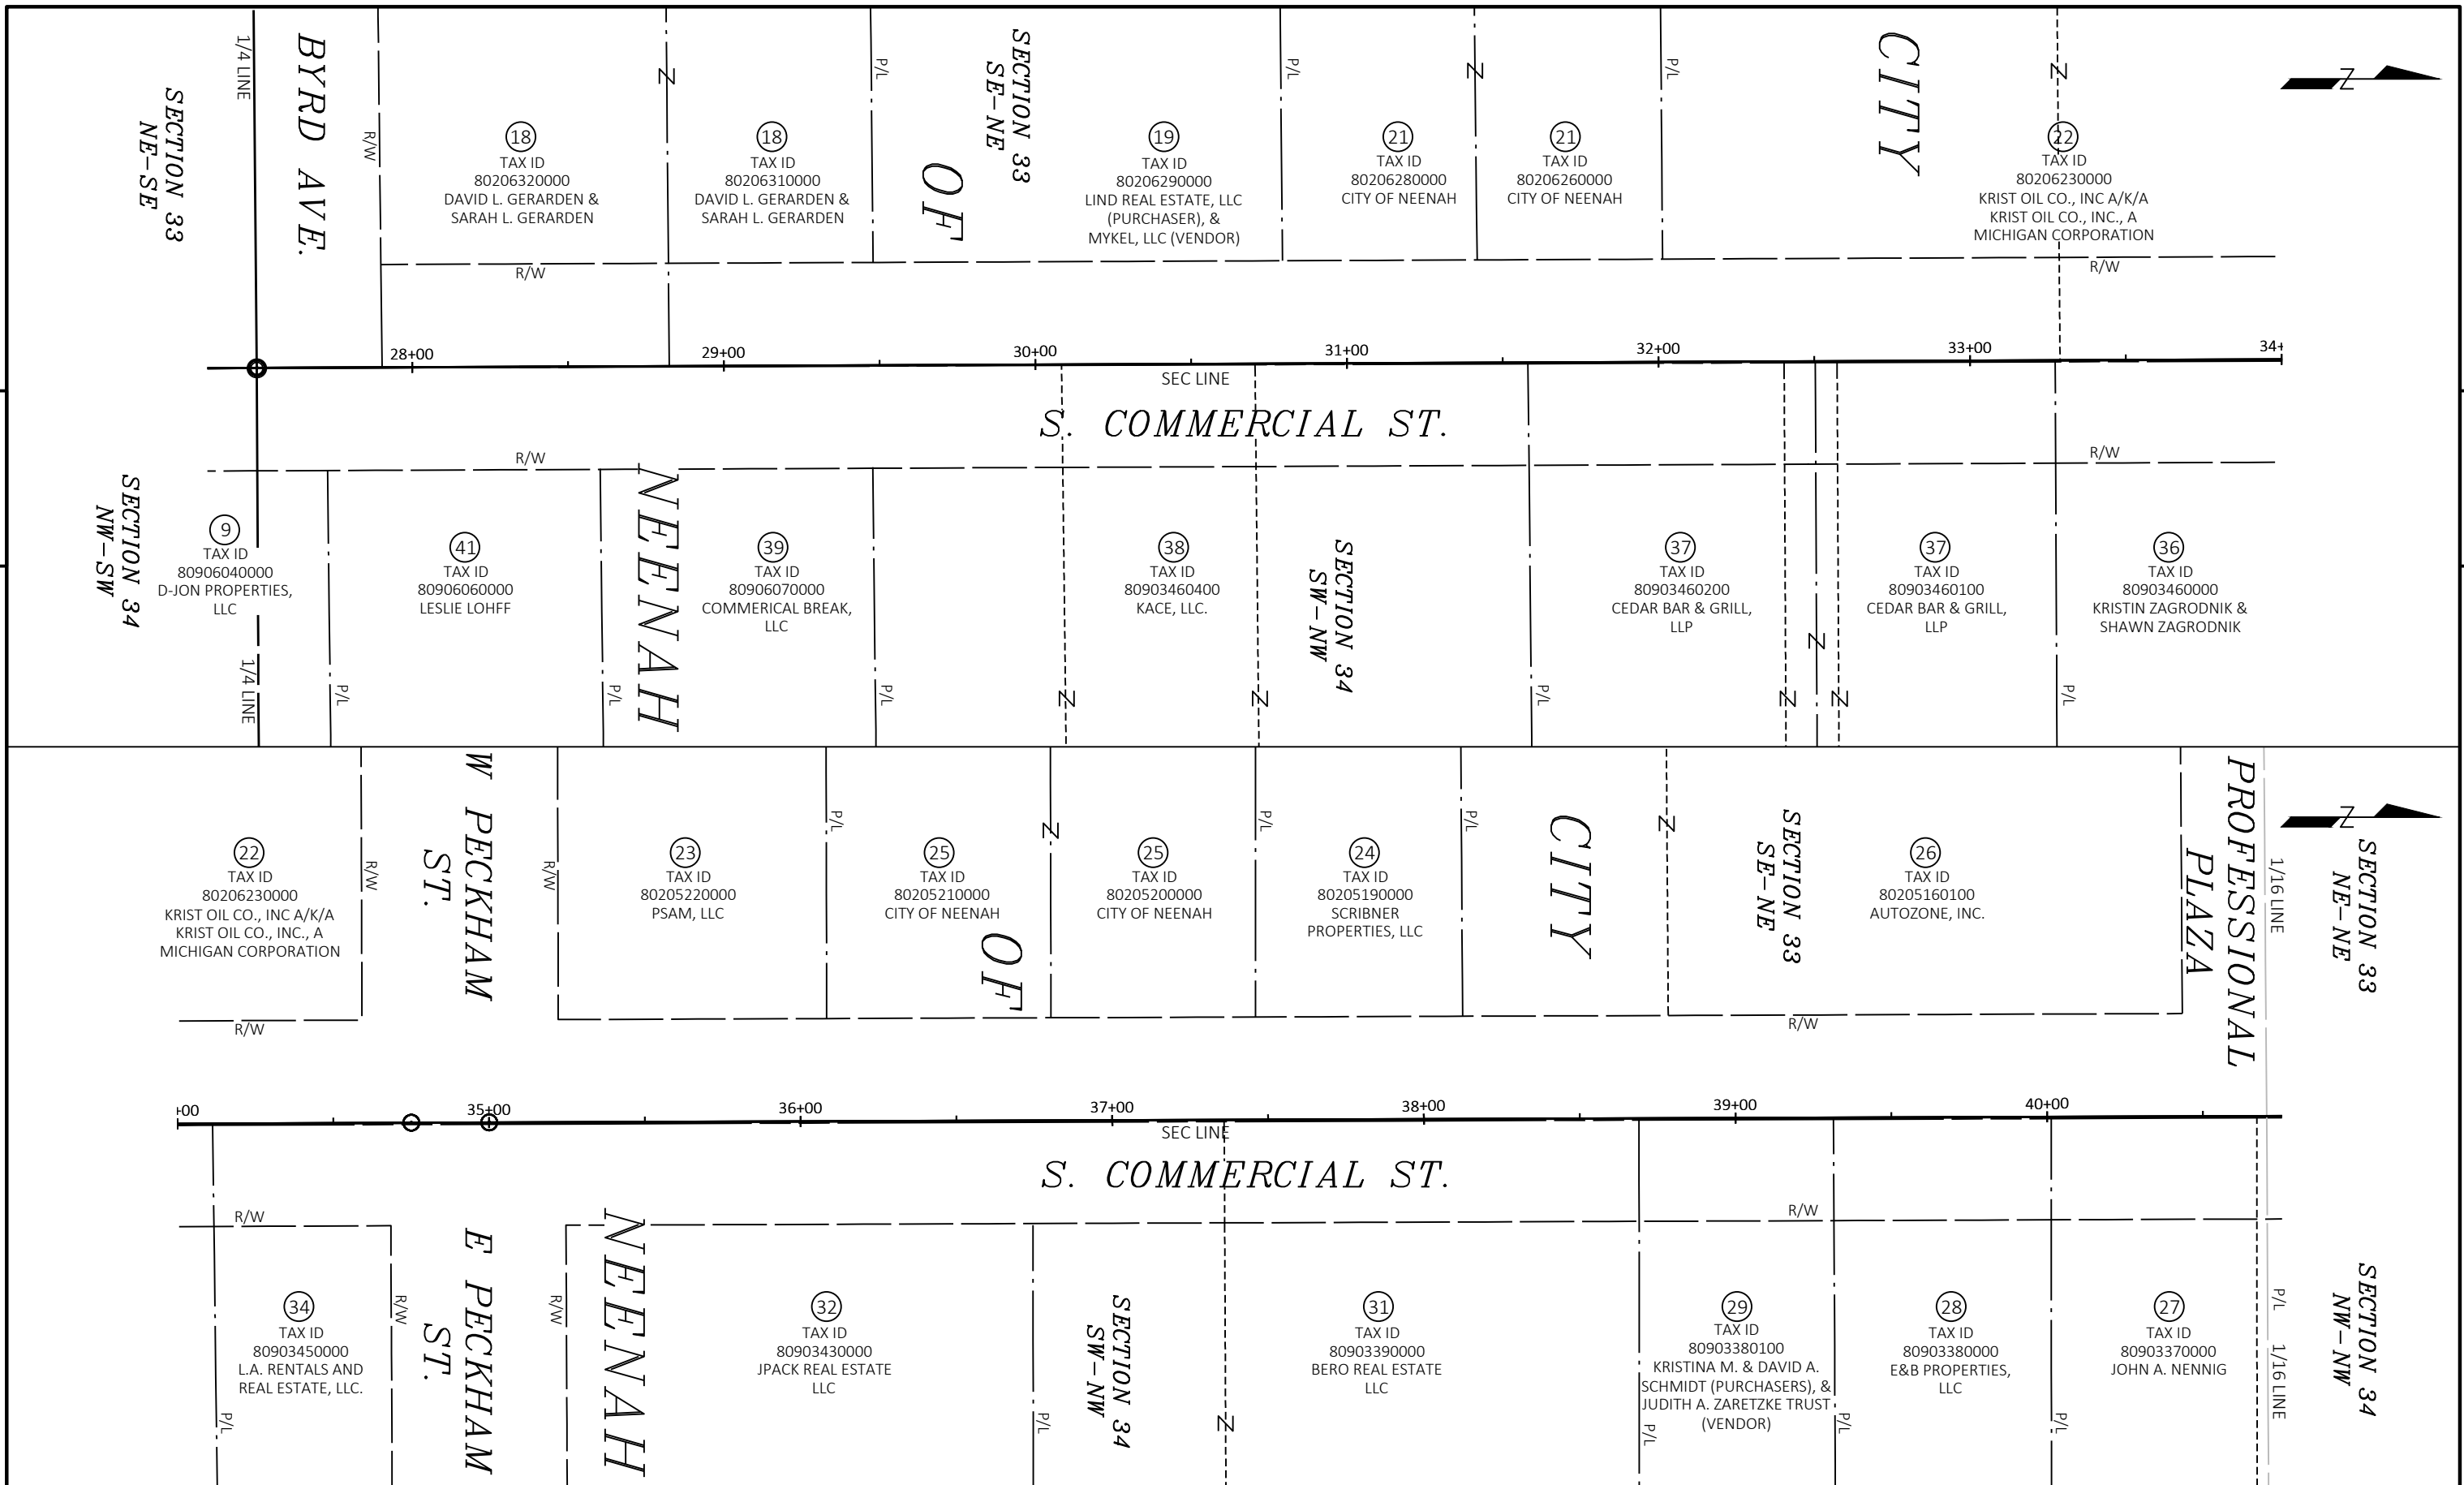 BYRD AVE.
1/4 LINE
SECTION 33
NE-SE
R/W
18
TAX ID
80206320000
DAVID L. GERARDEN &
SARAH L. GERARDEN
Z
18
TAX ID
80206310000
DAVID L. GERARDEN &
SARAH L. GERARDEN
P/L
OF
SECTION 33
SE-NE
19
TAX ID
80206290000
LIND REAL ESTATE, LLC
(PURCHASER), &
MYKEL, LLC (VENDOR)
P/L
21
TAX ID
80206280000
CITY OF NEENAH
Z
21
TAX ID
80206260000
CITY OF NEENAH
P/L
CITY
Z
22
TAX ID
80206230000
KRIST OIL CO., INC A/K/A
KRIST OIL CO., INC., A
MICHIGAN CORPORATION
Z
R/W
R/W
28+00
29+00
30+00
31+00
32+00
33+00
34+
SEC LINE
S. COMMERCIAL ST.
R/W
R/W
SECTION 34
NW-SW
9
TAX ID
80906040000
D-JON PROPERTIES,
LLC
1/4 LINE
P/L
41
TAX ID
80906060000
LESLIE LOHFF
P/L
NEENAH
39
TAX ID
80906070000
COMMERICAL BREAK,
LLC
P/L
Z
38
TAX ID
80903460400
KACE, LLC.
Z
SECTION 34
SW-NW
P/L
37
TAX ID
80903460200
CEDAR BAR & GRILL,
LLP
Z
Z
Z
37
TAX ID
80903460100
CEDAR BAR & GRILL,
LLP
P/L
36
TAX ID
80903460000
KRISTIN ZAGRODNIK &
SHAWN ZAGRODNIK
22
TAX ID
80206230000
KRIST OIL CO., INC A/K/A
KRIST OIL CO., INC., A
MICHIGAN CORPORATION
R/W
R/W
W PECKHAM
ST.
R/W
23
TAX ID
80205220000
PSAM, LLC
P/L
25
TAX ID
80205210000
CITY OF NEENAH
OF
Z
25
TAX ID
80205200000
CITY OF NEENAH
P/L
24
TAX ID
80205190000
SCRIBNER
PROPERTIES, LLC
P/L
CITY
Z
SECTION 33
SE-NE
26
TAX ID
80205160100
AUTOZONE, INC.
R/W
PROFESSIONAL
PLAZA
1/16 LINE
Z
SECTION 33
NE-NE
+00
35+00
36+00
37+00
38+00
39+00
40+00
SEC LINE
S. COMMERCIAL ST.
R/W
R/W
P/L
34
TAX ID
80903450000
L.A. RENTALS AND
REAL ESTATE, LLC.
R/W
E PECKHAM
ST.
R/W
NEENAH
32
TAX ID
80903430000
JPACK REAL ESTATE
LLC
P/L
SECTION 34
SW-NW
Z
31
TAX ID
80903390000
BERO REAL ESTATE
LLC
P/L
29
TAX ID
80903380100
KRISTINA M. & DAVID A.
SCHMIDT (PURCHASERS), &
JUDITH A. ZARETZKE TRUST
(VENDOR)
P/L
28
TAX ID
80903380000
E&B PROPERTIES,
LLC
P/L
27
TAX ID
80903370000
JOHN A. NENNIG
P/L
1/16 LINE
SECTION 34
NW-NW